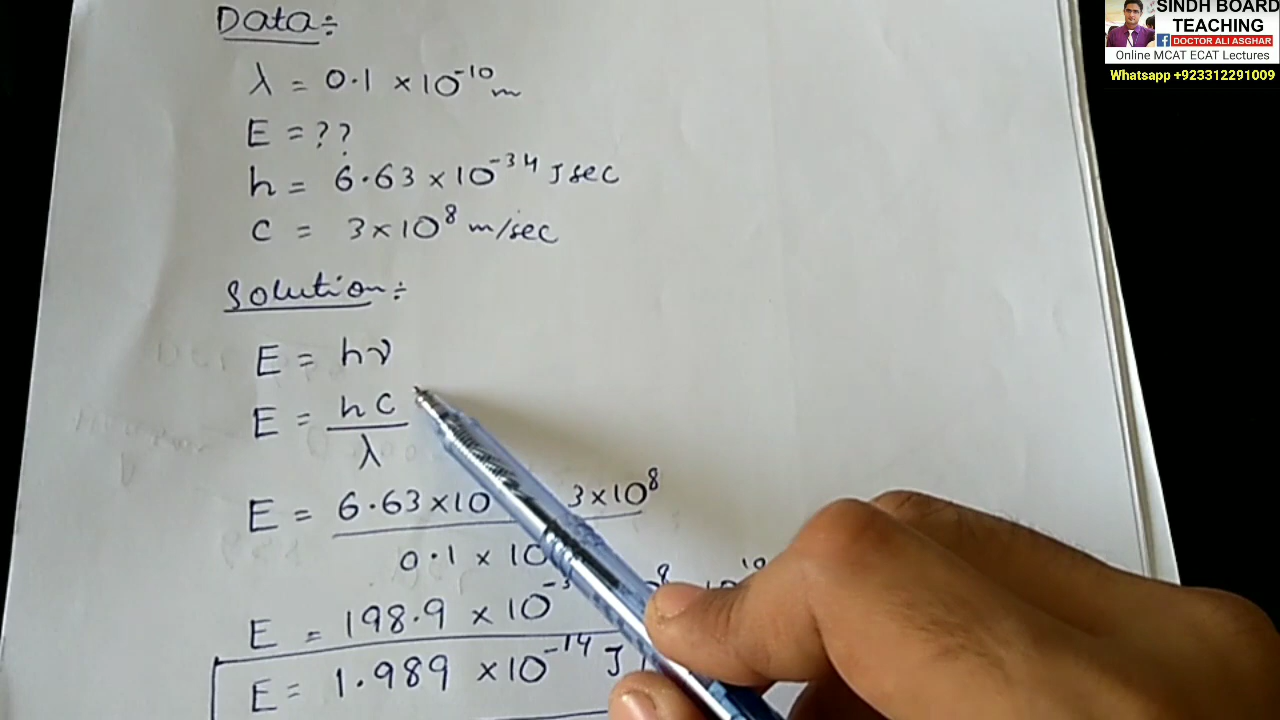 SINDH BOARD
TEACHING
DOCTOR ALI ASGHAR
Online MCAT ECAT Lectures
Whatsapp +923312291009
Data÷
λ = 0.1 × 10⁻¹⁰ m
E = ??
h = 6.63 × 10⁻³⁴ J sec
c = 3 × 10⁸ m/sec
Solution÷
E = hν
E = hc
λ
E = 6.63 × 10 3 × 10⁸
0.1 × 10
E = 198.9 × 10
E = 1.989 × 10⁻¹⁴ J